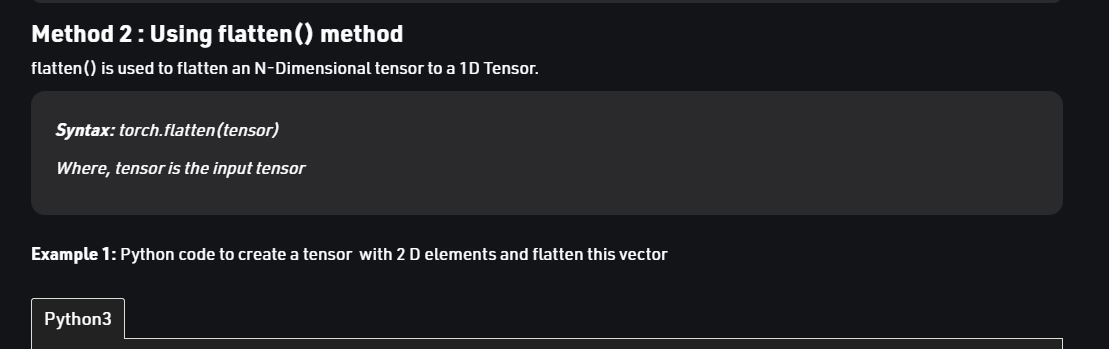 Method 2 : Using flatten() method
flatten() is used to flatten an N-Dimensional tensor to a 1D Tensor.
Syntax: torch.flatten(tensor)
Where, tensor is the input tensor
Example 1: Python code to create a tensor  with 2 D elements and flatten this vector
Python3